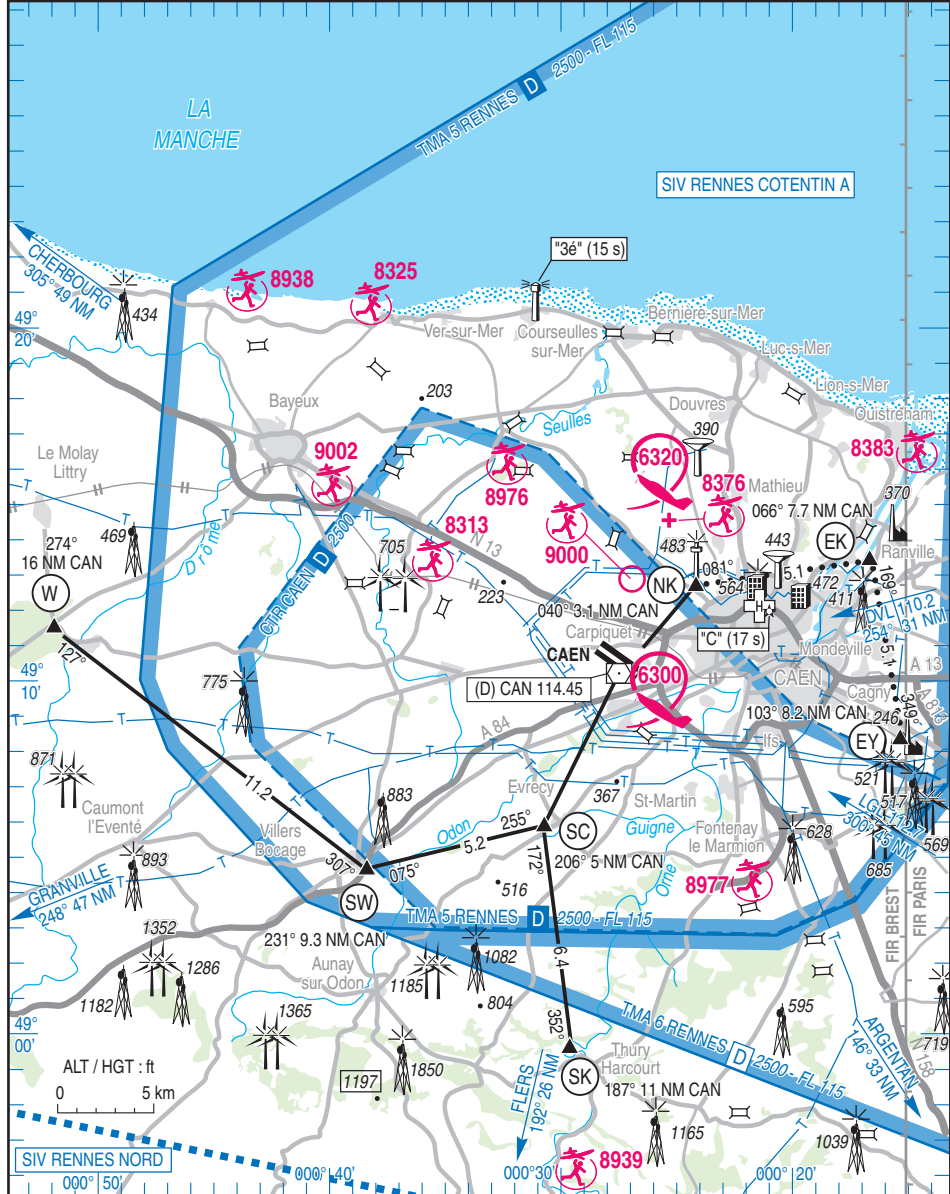 LA
MANCHE
TMA 5 RENNES D 2500 - FL 115
SIV RENNES COTENTIN A
CHERBOURG
305° 49 NM
434
8938
8325
"3é" (15 s)
Ver-sur-Mer
Courseulles
sur-Mer
Bernière-sur-Mer
Luc-s-Mer
Lion-s-Mer
Ouistreham
49°
20'
Bayeux
203
Seulles
Douvres
390
8383
Le Molay
Littry
9002
8976
6320
8376
Mathieu
370
066° 7.7 NM CAN
Drôme
469
274°
16 NM CAN
W
CTR CAEN D 2500
705
8313
N 13
9000
483
443
EK
Ranville
223
NK
081°
564
5.1
472
411
169°
040° 3.1 NM CAN
"C" (17 s)
DVL 110.2
254° 31 NM
Carpiquet
CAEN
Mondeville
CAEN
5.1
A 13
127°
49°
10'
775
(D) CAN 114.45
6300
Cagny
A 813
349°
103° 8.2 NM CAN
246
EY
A 84
Ifs
871
521
517
569
Caumont
l'Eventé
11.2
883
Evrecy
367
St-Martin
LGL 112.7
300° 45 NM
Villers
Bocage
Odon
255°
SC
Guigne
628
5.2
Fontenay
le Marmion
685
893
307°
075°
172°
206° 5 NM CAN
GRANVILLE
248° 47 NM
SW
516
Orne
8977
TMA 5 RENNES D 2500 - FL 115
FIR BREST
FIR PARIS
231° 9.3 NM CAN
1352
1286
1182
Aunay
sur Odon
1082
1185
6.4
804
TMA 6 RENNES D 2500 - FL 115
595
1365
719
49°
00'
352°
ARGENTAN
146° 33 NM
158
ALT / HGT : ft
0 5 km
1850
1197
Thury
Harcourt
SK
187° 11 NM CAN
FLERS
192° 26 NM
1165
1039
SIV RENNES NORD
8939
000° 50'
000° 40'
000° 30'
000° 20'